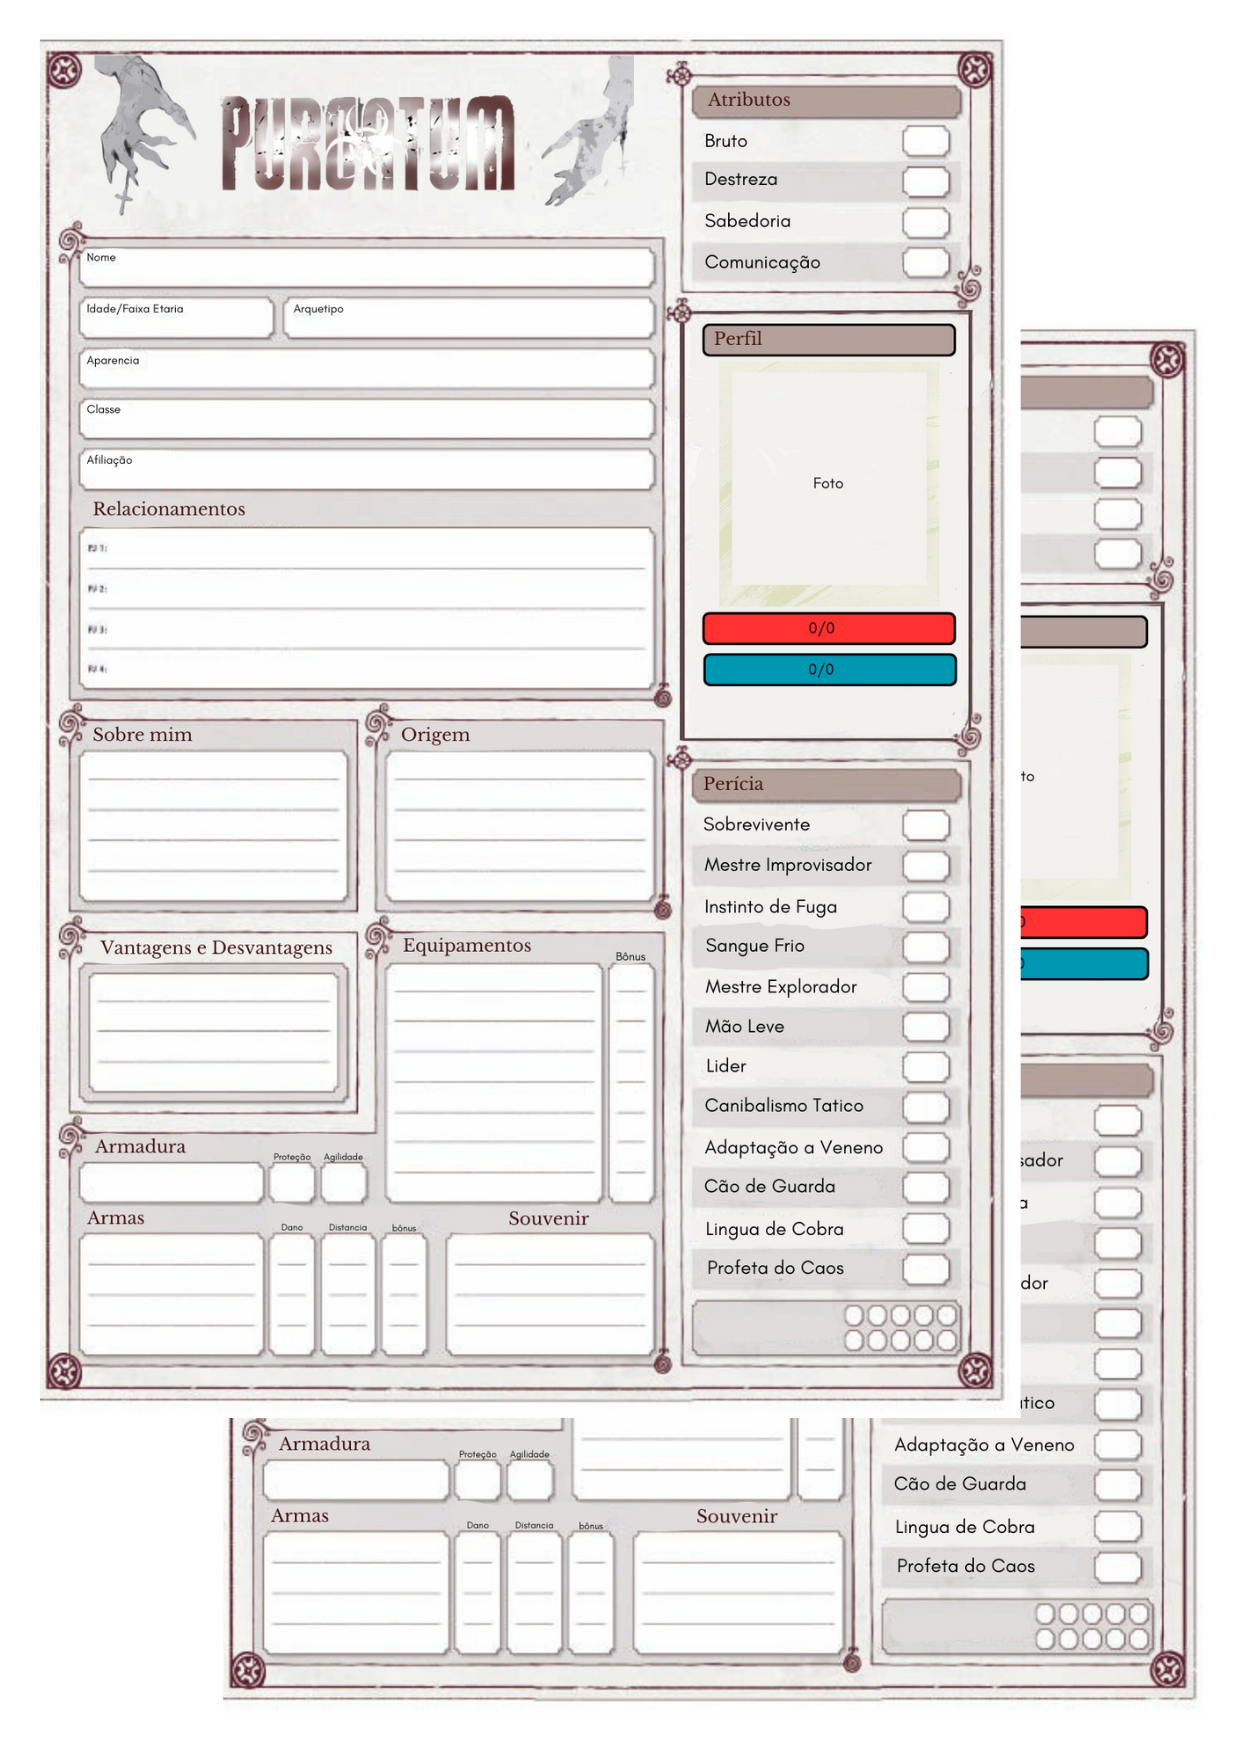 PURGATUM
Nome
Idade/Faixa Etaria
Arquetipo
Aparencia
Classe
Afiliação
Relacionamentos
PJ 1:
PJ 2:
PJ 3:
PJ 4:
Sobre mim
Origem
Vantagens e Desvantagens
Equipamentos
Bônus
Armadura
Proteção
Agilidade
Armas
Dano
Distancia
bônus
Souvenir
Atributos
Bruto
Destreza
Sabedoria
Comunicação
Perfil
Foto
0/0
0/0
Perícia
Sobrevivente
Mestre Improvisador
Instinto de Fuga
Sangue Frio
Mestre Explorador
Mão Leve
Lider
Canibalismo Tatico
Adaptação a Veneno
Cão de Guarda
Lingua de Cobra
Profeta do Caos
to
0
0
sador
a
dor
atico
Armadura
Proteção
Agilidade
Armas
Dano
Distancia
bônus
Souvenir
Adaptação a Veneno
Cão de Guarda
Lingua de Cobra
Profeta do Caos